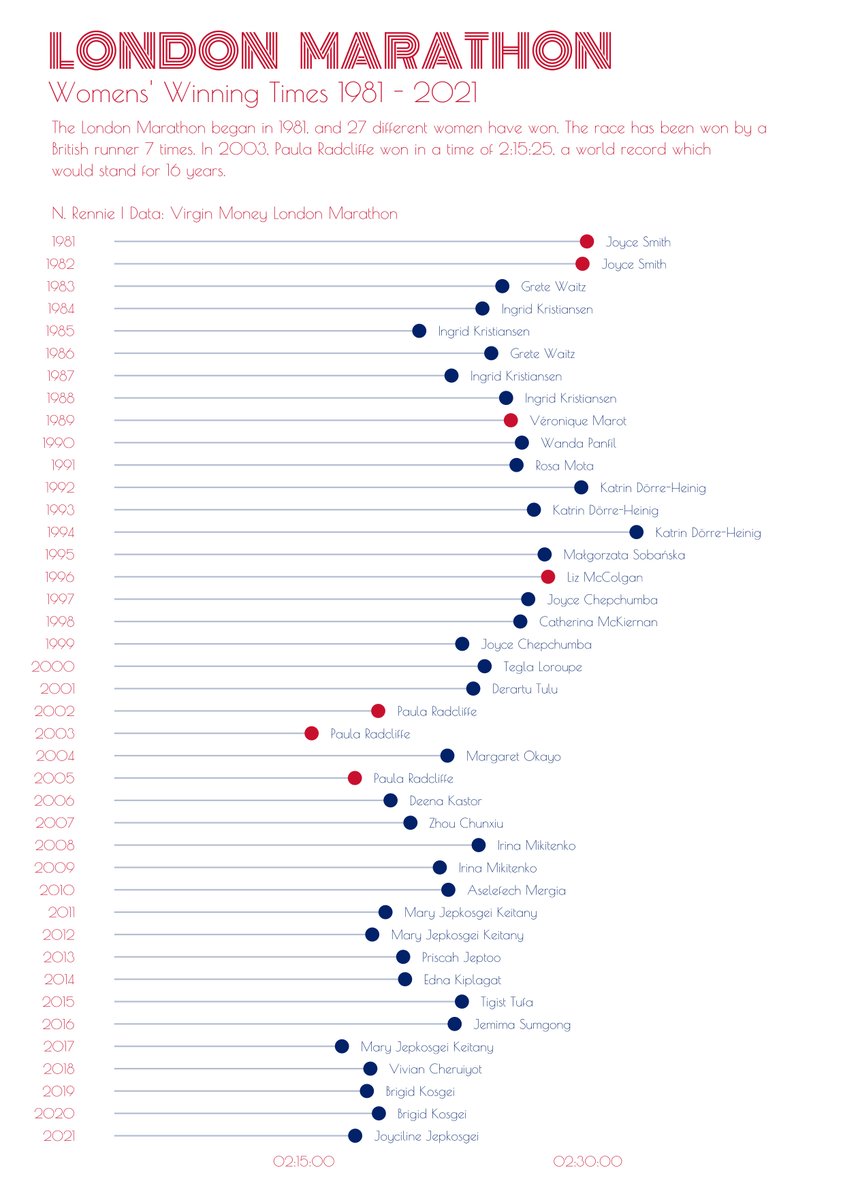 LONDON MARATHON
Womens' Winning Times 1981 - 2021
The London Marathon began in 1981, and 27 different women have won. The race has been won by a
British runner 7 times. In 2003, Paula Radcliffe won in a time of 2:15:25, a world record which
would stand for 16 years.
N. Rennie | Data: Virgin Money London Marathon
1981 Joyce Smith
1982 Joyce Smith
1983 Grete Waitz
1984 Ingrid Kristiansen
1985 Ingrid Kristiansen
1986 Grete Waitz
1987 Ingrid Kristiansen
1988 Ingrid Kristiansen
1989 Véronique Marot
1990 Wanda Panfil
1991 Rosa Mota
1992 Katrin Dörre-Heinig
1993 Katrin Dörre-Heinig
1994 Katrin Dörre-Heinig
1995 Małgorzata Sobańska
1996 Liz McColgan
1997 Joyce Chepchumba
1998 Catherina McKiernan
1999 Joyce Chepchumba
2000 Tegla Loroupe
2001 Derartu Tulu
2002 Paula Radcliffe
2003 Paula Radcliffe
2004 Margaret Okayo
2005 Paula Radcliffe
2006 Deena Kastor
2007 Zhou Chunxiu
2008 Irina Mikitenko
2009 Irina Mikitenko
2010 Aselefech Mergia
2011 Mary Jepkosgei Keitany
2012 Mary Jepkosgei Keitany
2013 Priscah Jeptoo
2014 Edna Kiplagat
2015 Tigist Tufa
2016 Jemima Sumgong
2017 Mary Jepkosgei Keitany
2018 Vivian Cheruiyot
2019 Brigid Kosgei
2020 Brigid Kosgei
2021 Joyciline Jepkosgei
02:15:00 02:30:00